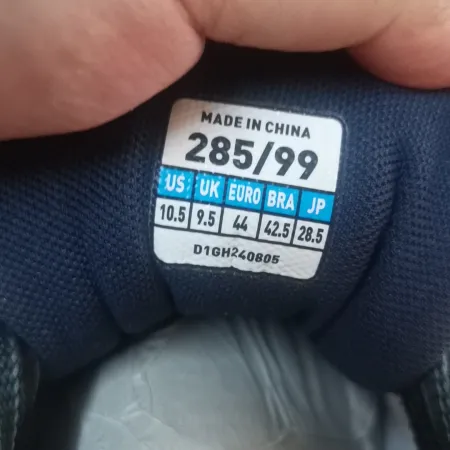 MADE IN CHINA
285/99
US UK EURO BRA JP
10.5 9.5 44 42.5 28.5
D1GH240805